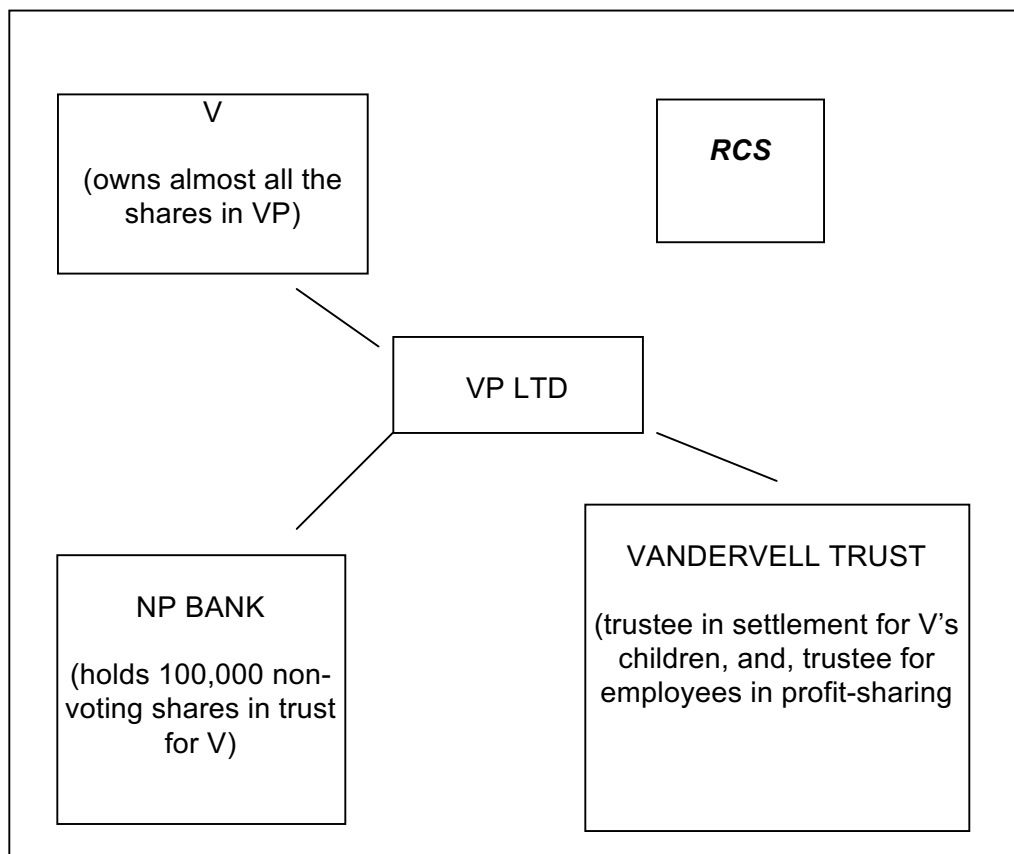 V
(owns almost all the
shares in VP)
RCS
VP LTD
NP BANK
(holds 100,000 non-
voting shares in trust
for V)
VANDERVELL TRUST
(trustee in settlement for V’s
children, and, trustee for
employees in profit-sharing